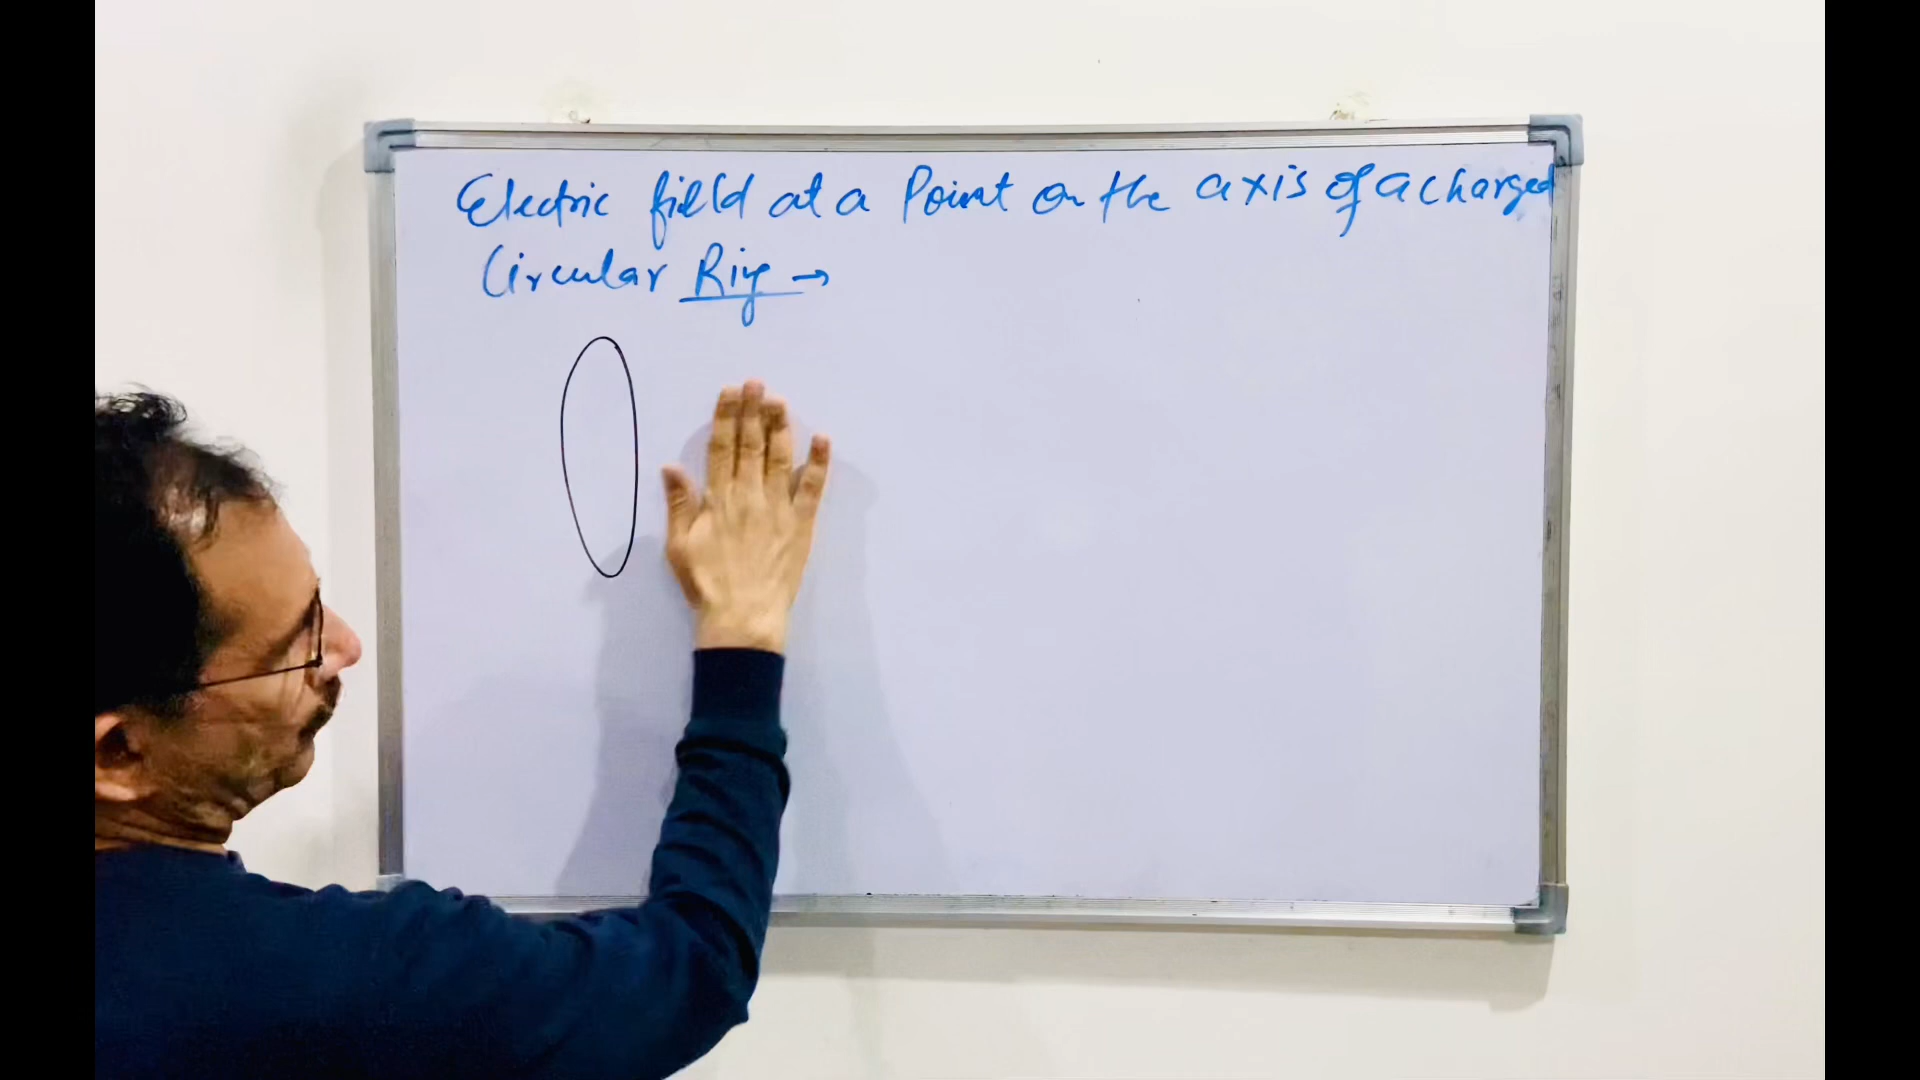 Electric field at a Point on the axis of a charged
Circular Ring →